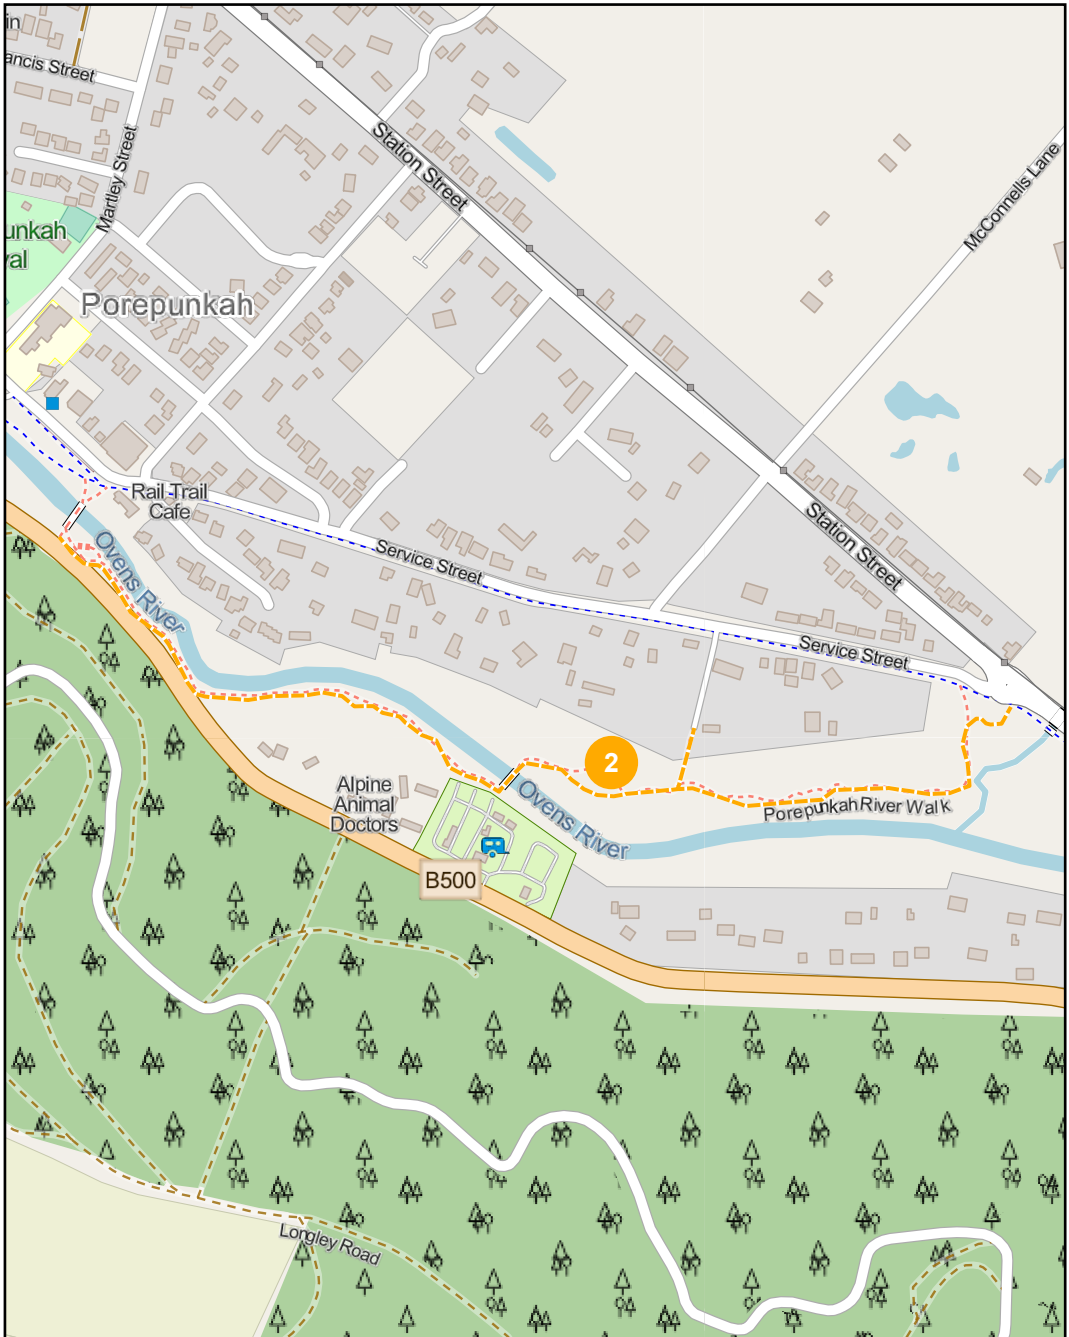 in
ancis Street
Martley Street
Station Street
McConnells Lane
unkah
val
Porepunkah
Rail Trail
Cafe
Ovens River
Service Street
Station Street
Service Street
2
Alpine
Animal
Doctors
Ovens River
Porepunkah River Walk
B500
Longley Road